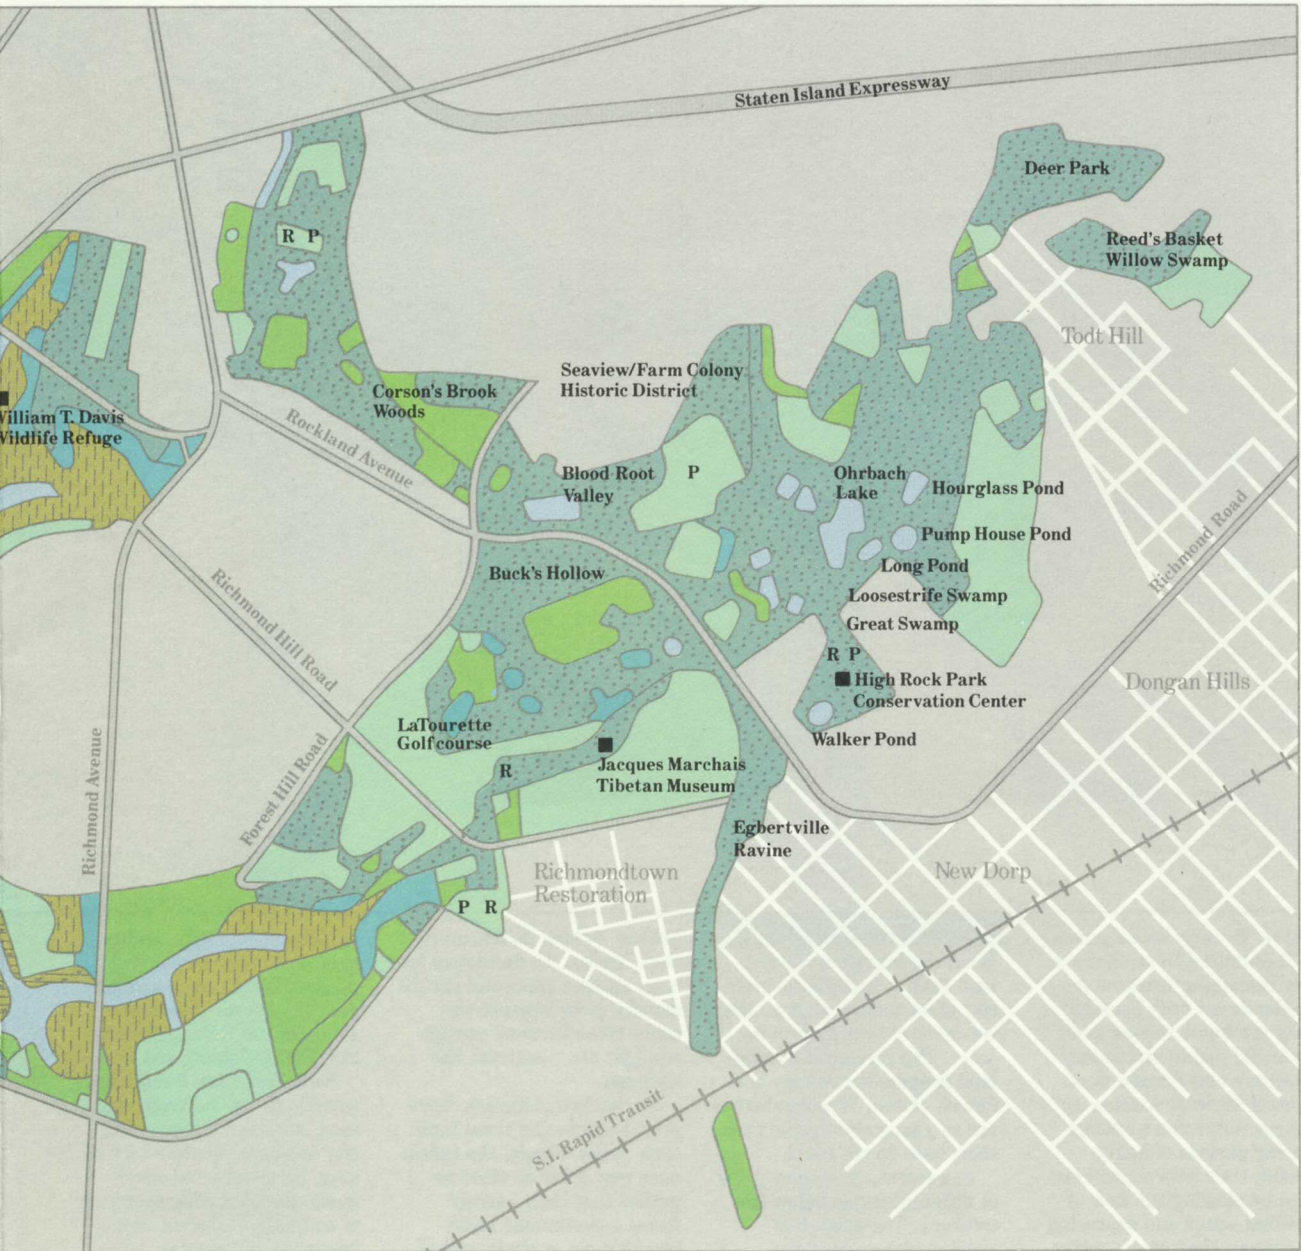 Staten Island Expressway
Deer Park
Reed's Basket
Willow Swamp
R P
Todt Hill
Seaview/Farm Colony
Historic District
Corson's Brook
Woods
William T. Davis
Wildlife Refuge
Rockland Avenue
Blood Root
Valley
P
Ohrbach
Lake
Hourglass Pond
Pump House Pond
Long Pond
Richmond Road
Buck's Hollow
Loosestrife Swamp
Great Swamp
Richmond Hill Road
R P
High Rock Park
Conservation Center
Dongan Hills
LaTourette
Golf course
Walker Pond
Jacques Marchais
Tibetan Museum
R
Forest Hill Road
Richmond Avenue
Egbertville
Ravine
Richmondtown
Restoration
New Dorp
P R
S.I. Rapid Transit